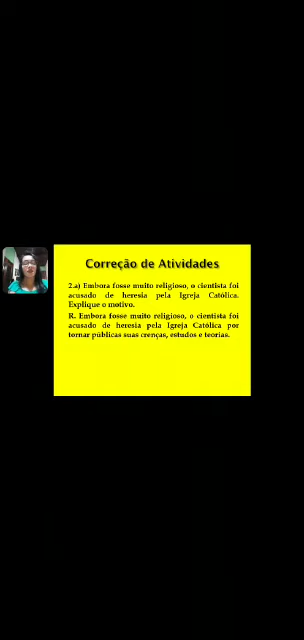 Correção de Atividades
2.a) Embora fosse muito religioso, o cientista foi
acusado de heresia pela Igreja Católica.
Explique o motivo.
R. Embora fosse muito religioso, o cientista foi
acusado de heresia pela Igreja Católica por
tornar públicas suas crenças, estudos e teorias.